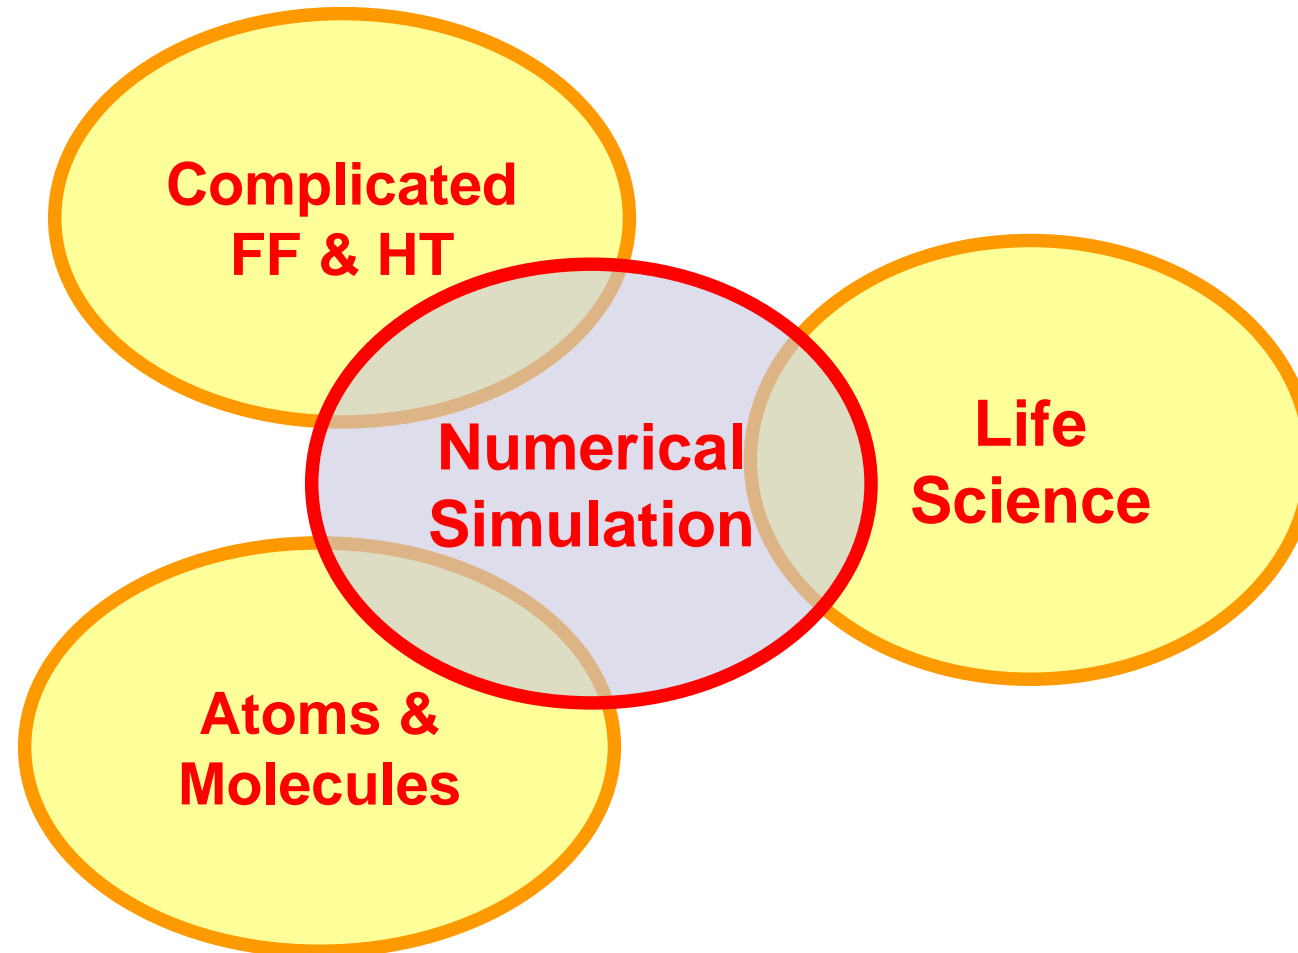 Complicated
FF & HT
Numerical
Simulation
Life
Science
Atoms &
Molecules